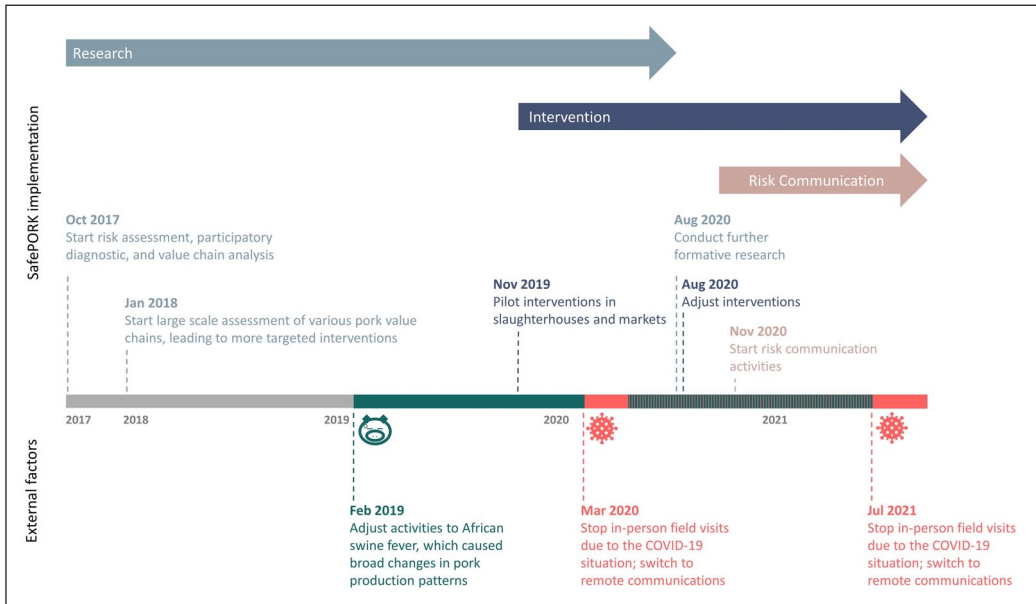 Research
Intervention
Risk Communication
SafePORK implementation
Oct 2017
Start risk assessment, participatory
diagnostic, and value chain analysis
Jan 2018
Start large scale assessment of various pork value
chains, leading to more targeted interventions
Nov 2019
Pilot interventions in
slaughterhouses and markets
Aug 2020
Conduct further
formative research
Aug 2020
Adjust interventions
Nov 2020
Start risk communication
activities
2017
2018
2019
2020
2021
External factors
Feb 2019
Adjust activities to African
swine fever, which caused
broad changes in pork
production patterns
Mar 2020
Stop in-person field visits
due to the COVID-19
situation; switch to
remote communications
Jul 2021
Stop in-person field visits
due to the COVID-19
situation; switch to
remote communications